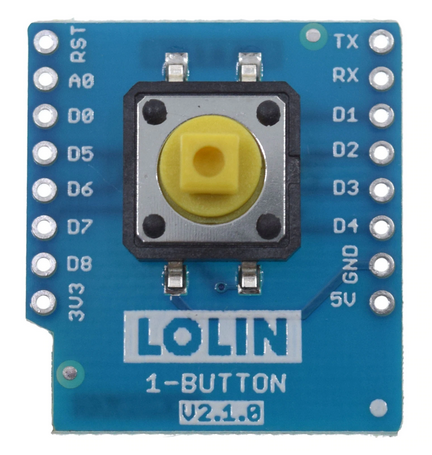 RST
A0
D0
D5
D6
D7
D8
3V3
TX
RX
D1
D2
D3
D4
GND
5V
LOLIN
1-BUTTON
V2.1.0